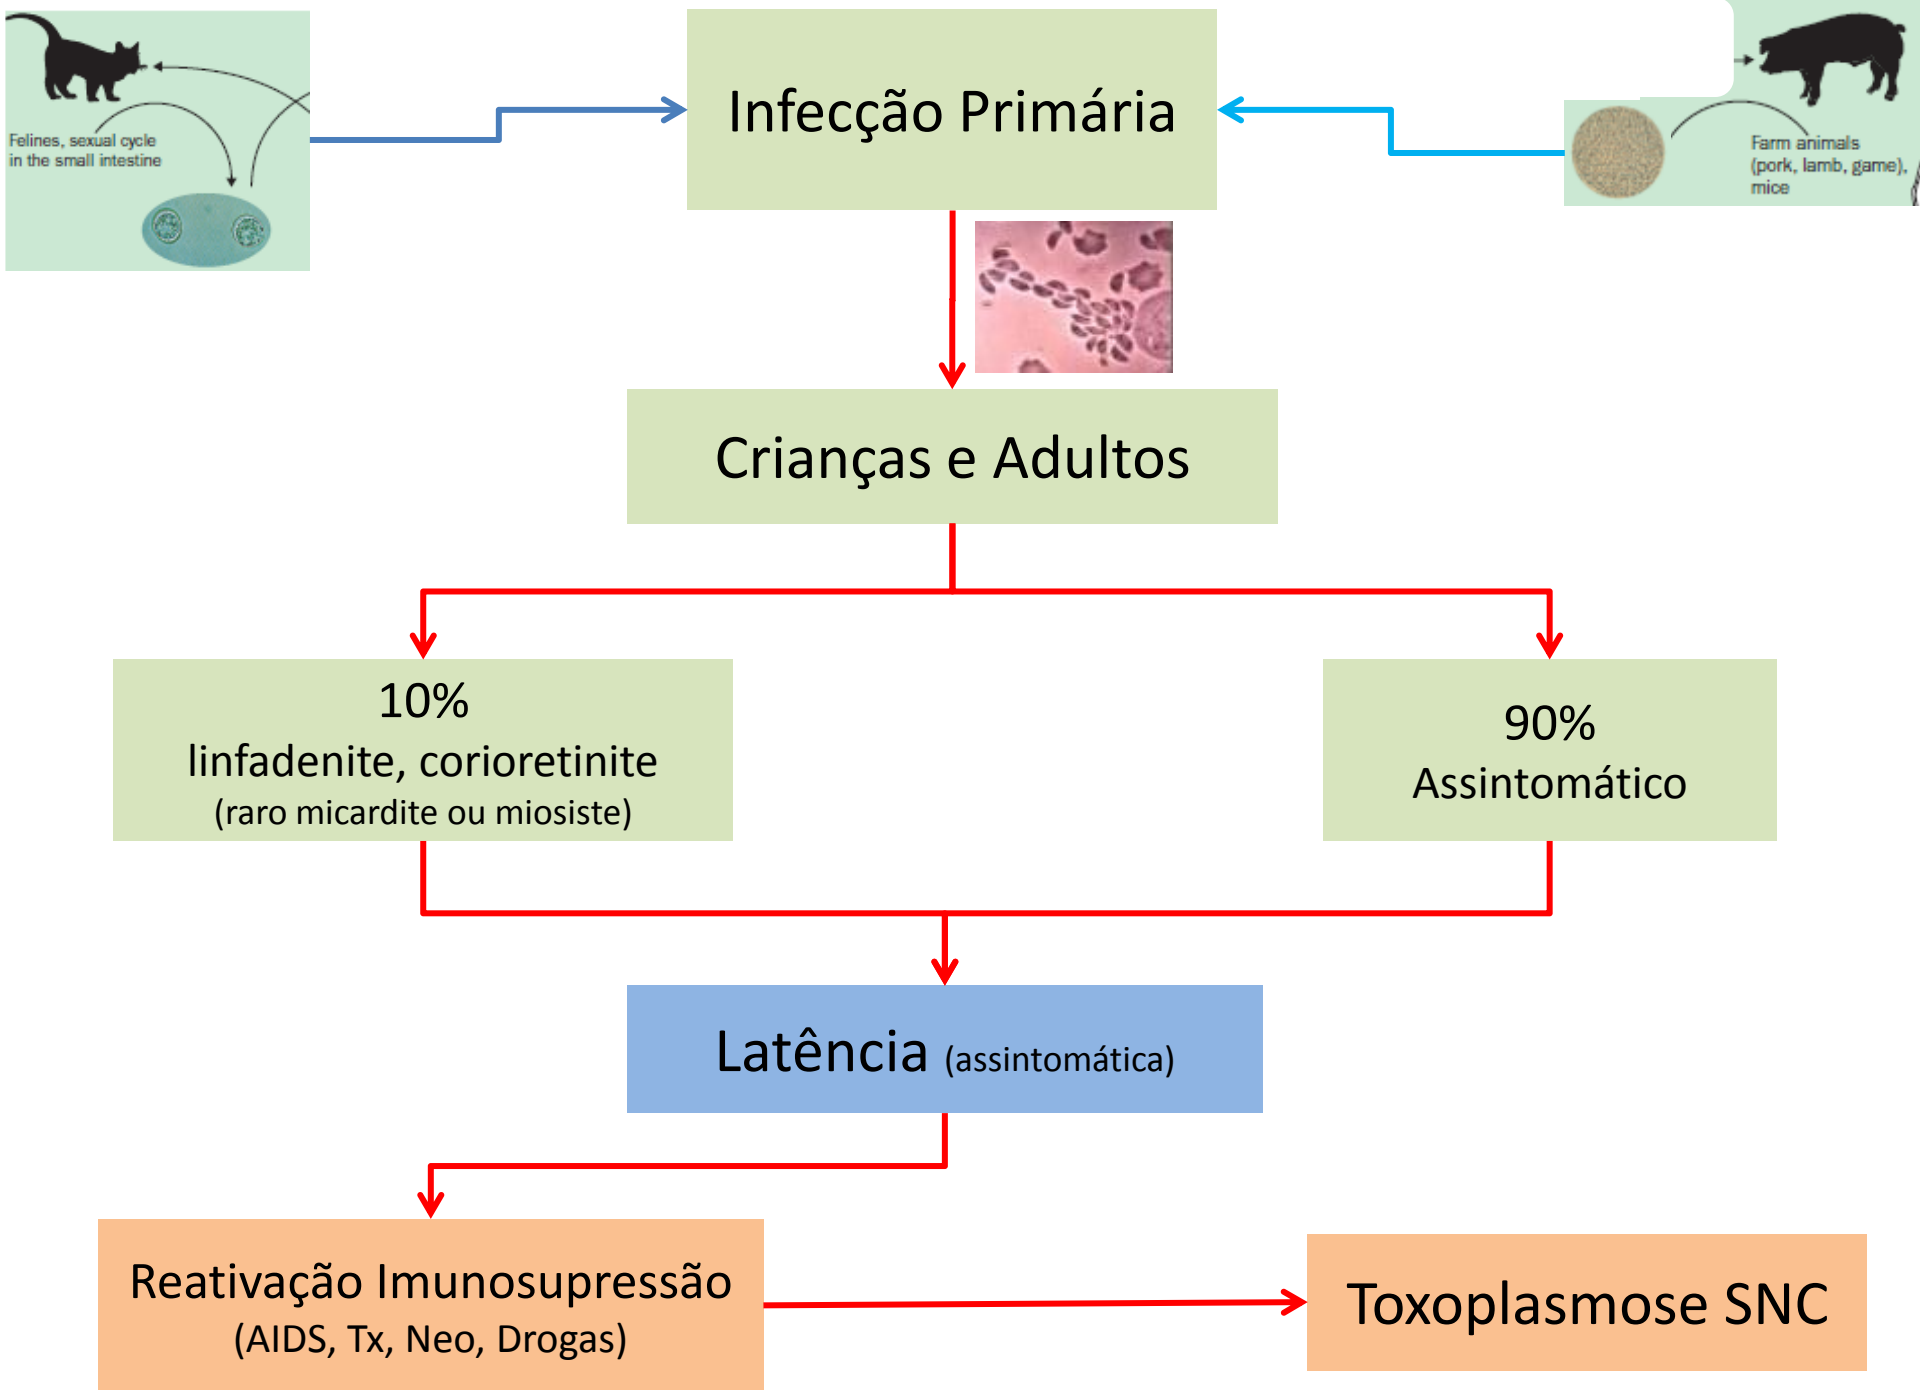 Felines, sexual cycle
in the small intestine
Infecção Primária
Farm animals
(pork, lamb, game),
mice
Crianças e Adultos
10%
linfadenite, corioretinite
(raro micardite ou miosiste)
90%
Assintomático
Latência (assintomática)
Reativação Imunosupressão
(AIDS, Tx, Neo, Drogas)
Toxoplasmose SNC